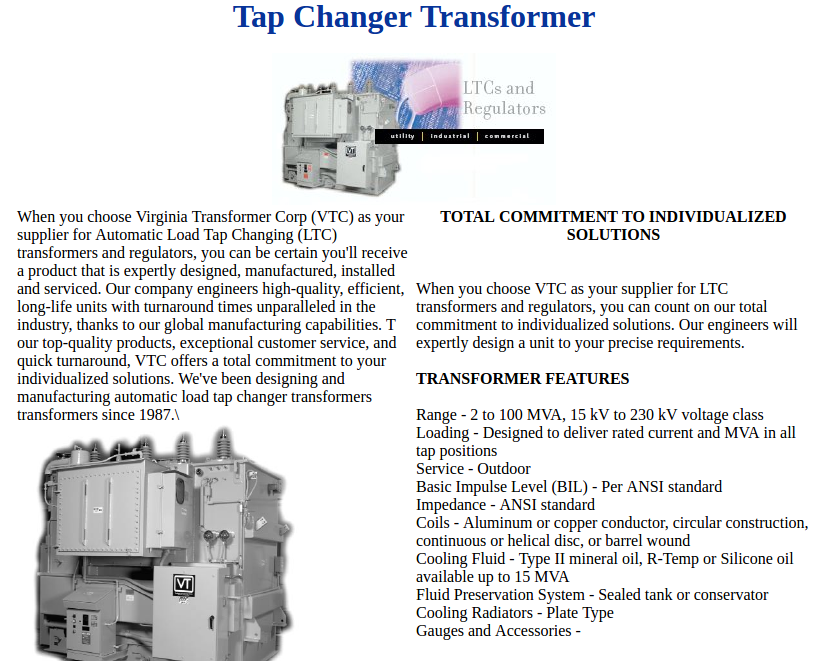 Tap Changer Transformer
LTCs and
Regulators
utility | industrial | commercial
VT
When you choose Virginia Transformer Corp (VTC) as your
supplier for Automatic Load Tap Changing (LTC)
transformers and regulators, you can be certain you'll receive
a product that is expertly designed, manufactured, installed
and serviced. Our company engineers high-quality, efficient,
long-life units with turnaround times unparalleled in the
industry, thanks to our global manufacturing capabilities. T
our top-quality products, exceptional customer service, and
quick turnaround, VTC offers a total commitment to your
individualized solutions. We've been designing and
manufacturing automatic load tap changer transformers
transformers since 1987.\
VT
TOTAL COMMITMENT TO INDIVIDUALIZED
SOLUTIONS
When you choose VTC as your supplier for LTC
transformers and regulators, you can count on our total
commitment to individualized solutions. Our engineers will
expertly design a unit to your precise requirements.
TRANSFORMER FEATURES
Range - 2 to 100 MVA, 15 kV to 230 kV voltage class
Loading - Designed to deliver rated current and MVA in all
tap positions
Service - Outdoor
Basic Impulse Level (BIL) - Per ANSI standard
Impedance - ANSI standard
Coils - Aluminum or copper conductor, circular construction,
continuous or helical disc, or barrel wound
Cooling Fluid - Type II mineral oil, R-Temp or Silicone oil
available up to 15 MVA
Fluid Preservation System - Sealed tank or conservator
Cooling Radiators - Plate Type
Gauges and Accessories -